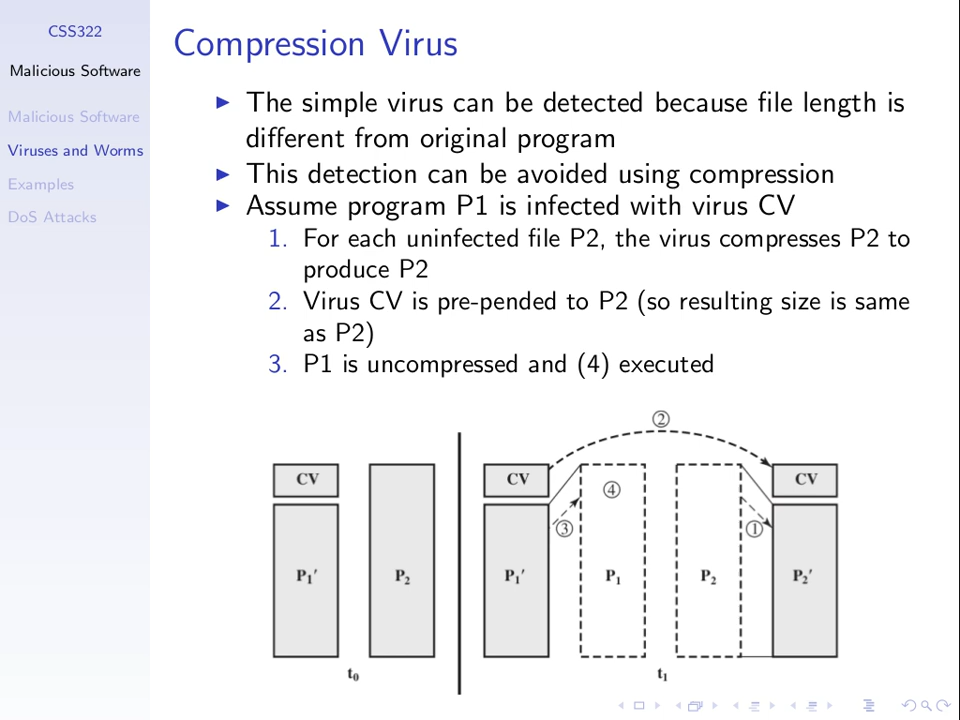 CSS322
Malicious Software
Malicious Software
Viruses and Worms
Examples
DoS Attacks
Compression Virus
The simple virus can be detected because file length is
different from original program
This detection can be avoided using compression
Assume program P1 is infected with virus CV
1. For each uninfected file P2, the virus compresses P2 to
produce P2
2. Virus CV is pre-pended to P2 (so resulting size is same
as P2)
3. P1 is uncompressed and (4) executed
②
CV CV CV
④
③ ①
P₁′ P₂ P₁′ P₁ P₂ P₂′
t₀ t₁